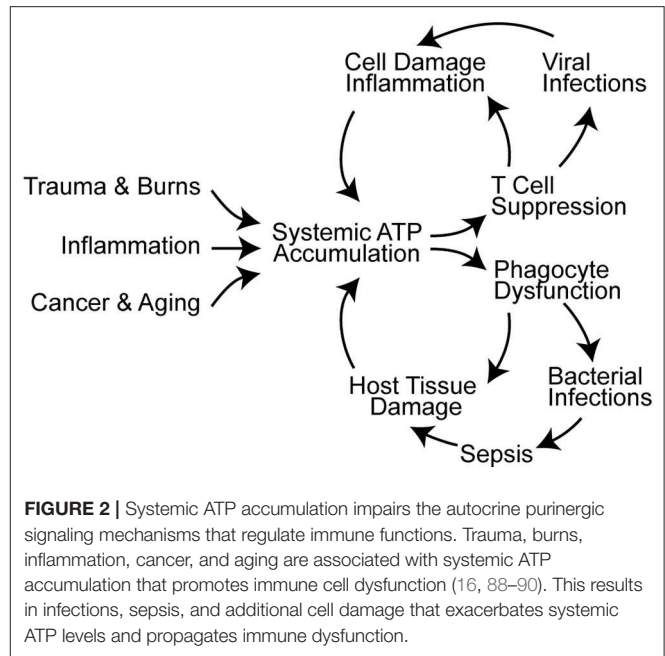 Cell Damage
Inflammation
Viral
Infections
Trauma & Burns
T Cell
Suppression
Inflammation
Systemic ATP
Accumulation
Phagocyte
Dysfunction
Cancer & Aging
Host Tissue
Damage
Bacterial
Infections
Sepsis
FIGURE 2 | Systemic ATP accumulation impairs the autocrine purinergic
signaling mechanisms that regulate immune functions. Trauma, burns,
inflammation, cancer, and aging are associated with systemic ATP
accumulation that promotes immune cell dysfunction (16, 88–90). This results
in infections, sepsis, and additional cell damage that exacerbates systemic
ATP levels and propagates immune dysfunction.